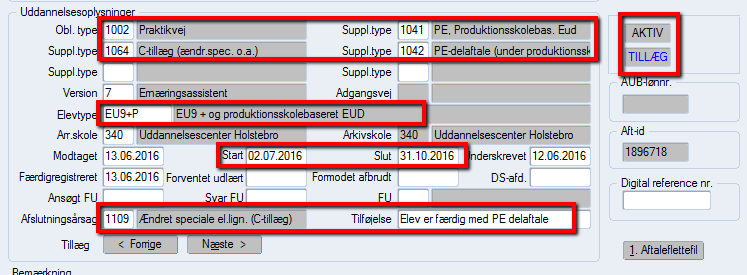 Uddannelsesoplysninger
Obl. type 1002 Praktikvej Suppl.type 1041 PE, Produktionsskolebas. Eud
Suppl.type 1064 C-tillæg (ændr.spec. o.a.) Suppl.type 1042 PE-delaftale (under produktionssk
Suppl.type Suppl.type
Version 7 Ernæringsassistent Adgangsvej
Elevtype EU9+P EU9 + og produktionsskolebaseret EUD
Arr.skole 340 Uddannelsescenter Holstebro Arkivskole 340 Uddannelsescenter Holstebro
Modtaget 13.06.2016 Start 02.07.2016 Slut 31.10.2016 Underskrevet 12.06.2016
Færdigregistreret 13.06.2016 Forventet udlært Formodet afbrudt DS-afd.
Ansøgt FU Svar FU FU
Afslutningsårsag 1109 Ændret speciale el.lign. (C-tillæg) Tilføjelse Elev er færdig med PE delaftale
Tillæg < Forrige Næste >
Bemærkning
AKTIV
TILLÆG
AUB-lønnr.
Aft-id
1896718
Digital reference nr.
1. Aftaleflettefil